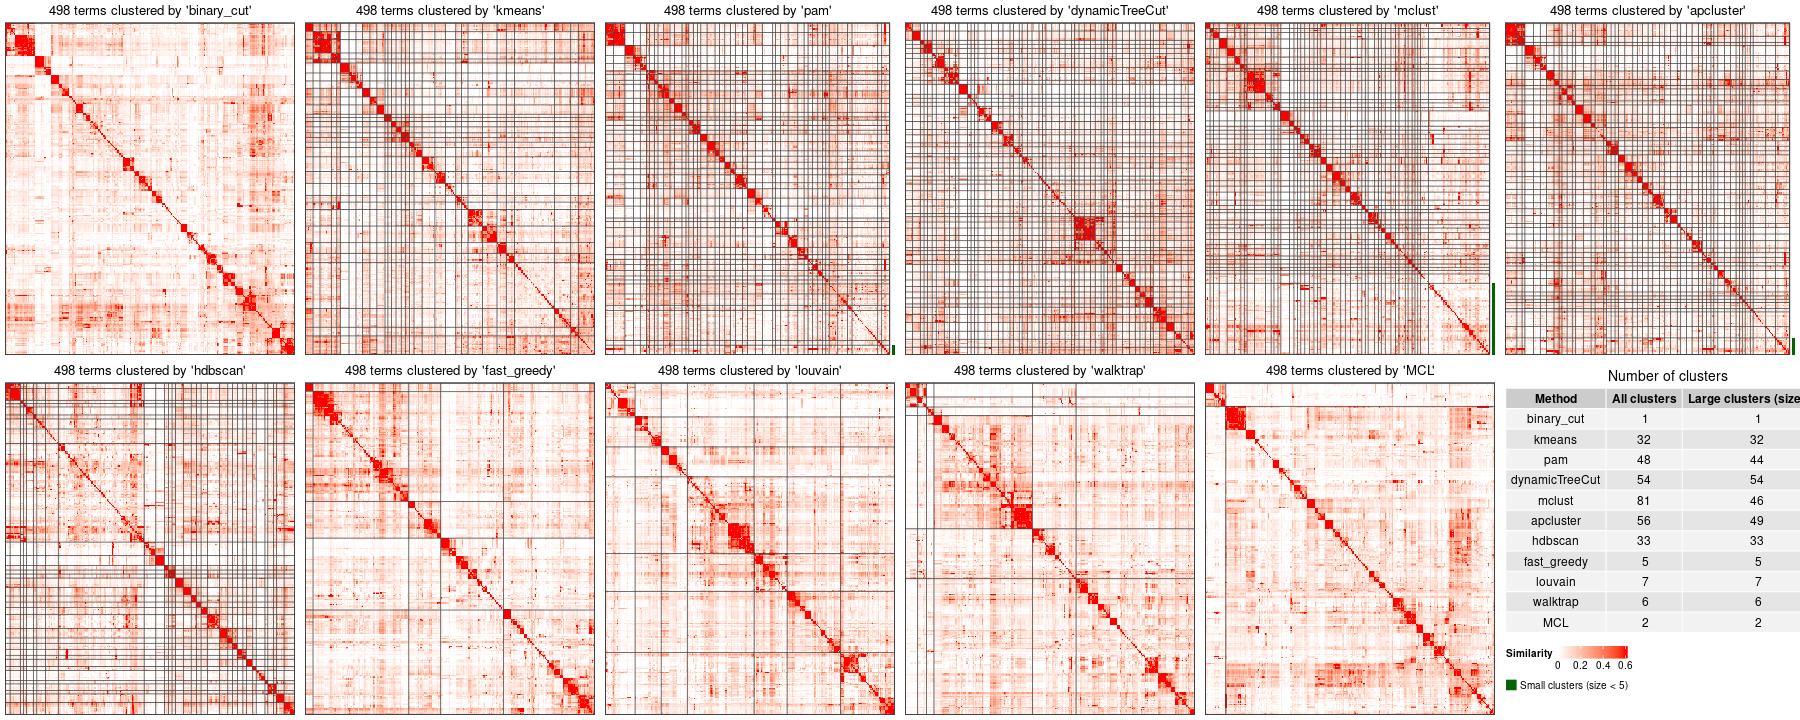 498 terms clustered by 'binary_cut'
498 terms clustered by 'kmeans'
498 terms clustered by 'pam'
498 terms clustered by 'dynamicTreeCut'
498 terms clustered by 'mclust'
498 terms clustered by 'apcluster'
498 terms clustered by 'hdbscan'
498 terms clustered by 'fast_greedy'
498 terms clustered by 'louvain'
498 terms clustered by 'walktrap'
498 terms clustered by 'MCL'
Number of clusters
Method All clusters Large clusters (size
binary_cut 1 1
kmeans 32 32
pam 48 44
dynamicTreeCut 54 54
mclust 81 46
apcluster 56 49
hdbscan 33 33
fast_greedy 5 5
louvain 7 7
walktrap 6 6
MCL 2 2
Similarity
0 0.2 0.4 0.6
Small clusters (size < 5)